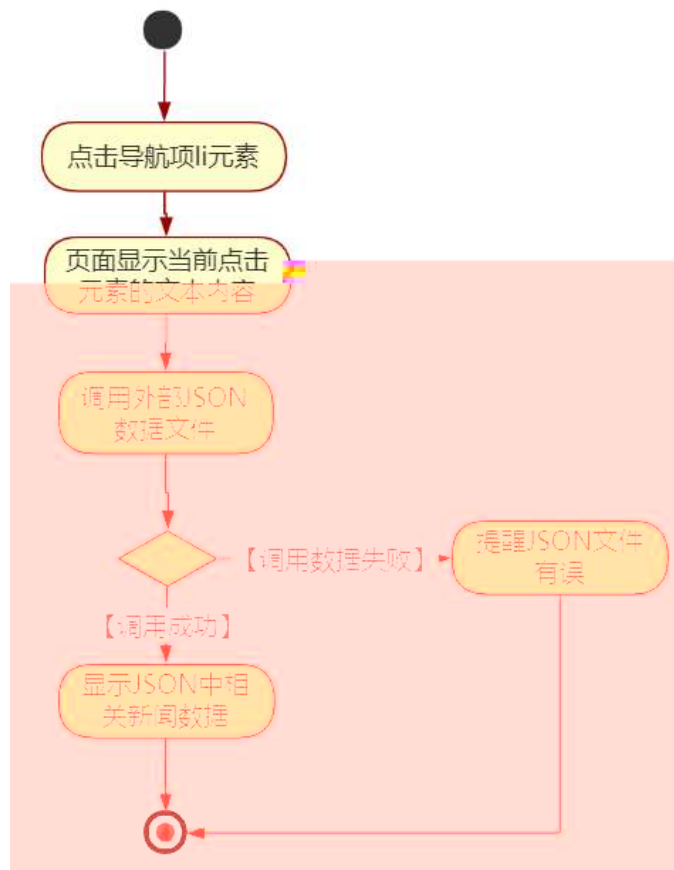 点击导航项li元素
页面显示当前点击
元素的文本内容
调用外部JSON
数据文件
【调用数据失败】
提醒JSON文件
有误
【调用成功】
显示JSON中相
关新闻数据